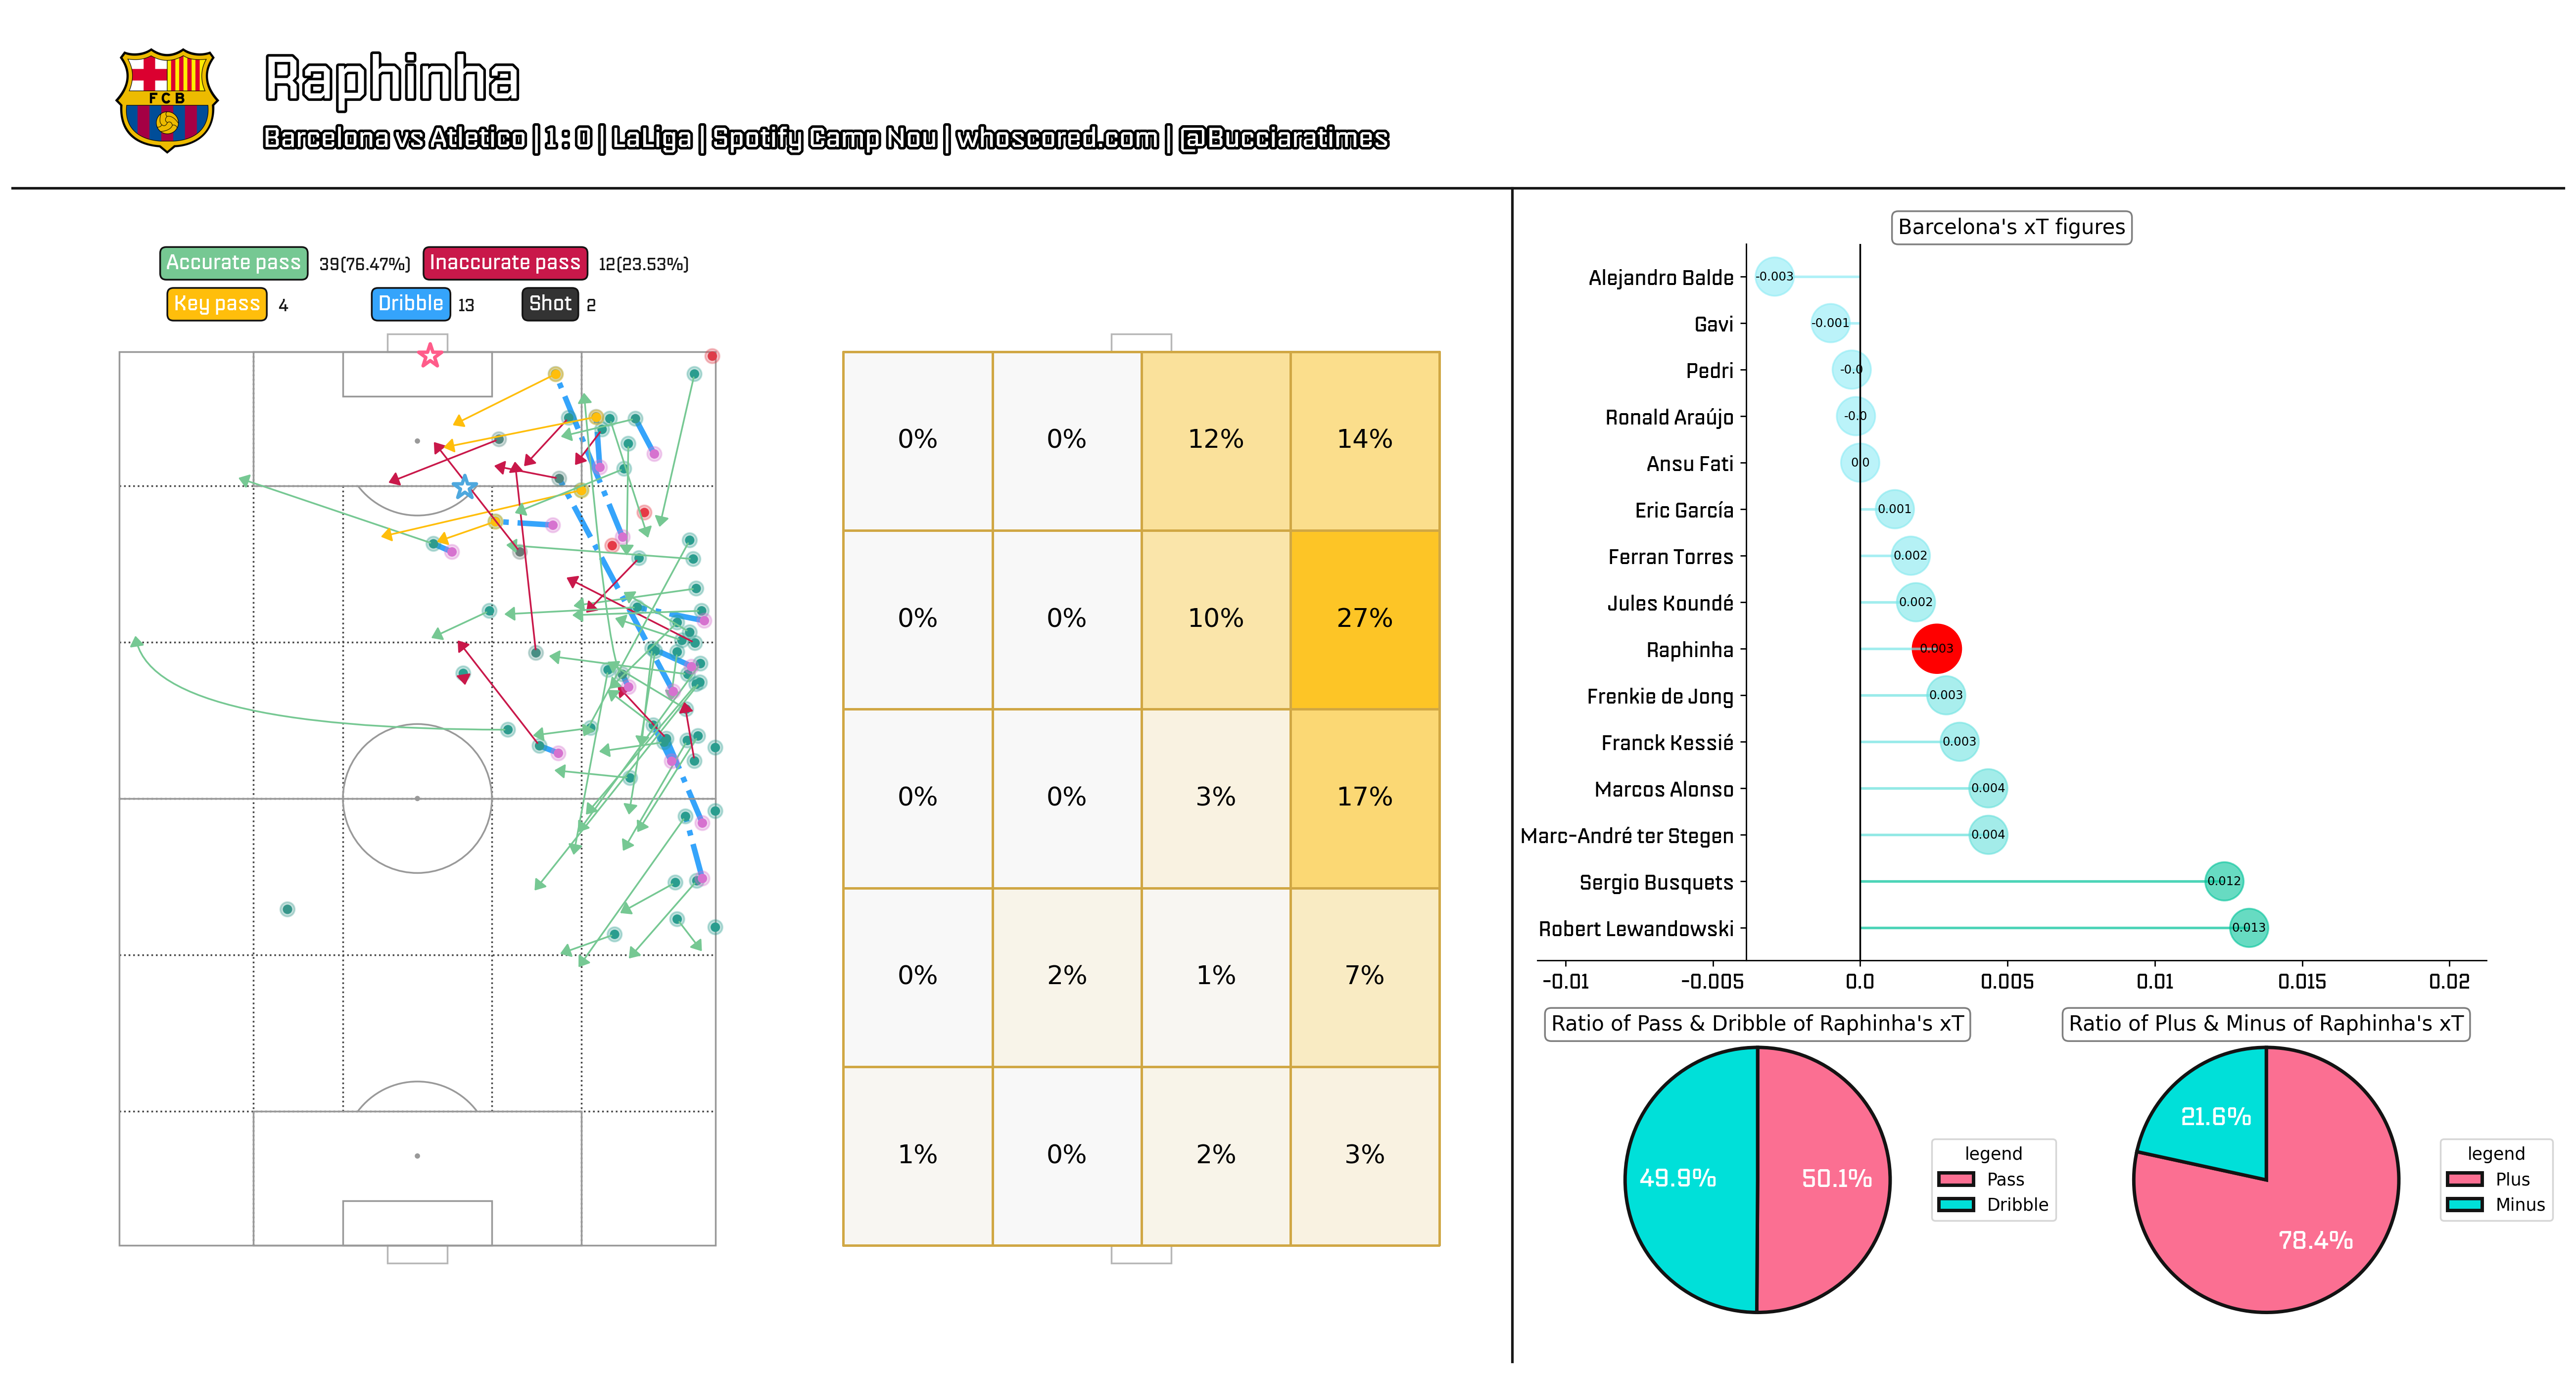 FCB
Raphinha
Barcelona vs Atletico | 1 : 0 | LaLiga | Spotify Camp Nou | whoscored.com | @Bucciaratimes
Accurate pass 39(76.47%) Inaccurate pass 12(23.53%)
Key pass 4 Dribble 13 Shot 2
0% 0% 12% 14%
0% 0% 10% 27%
0% 0% 3% 17%
0% 2% 1% 7%
1% 0% 2% 3%
Barcelona's xT figures
Alejandro Balde -0.003
Gavi -0.001
Pedri -0.0
Ronald Araújo -0.0
Ansu Fati 0.0
Eric García 0.001
Ferran Torres 0.002
Jules Koundé 0.002
Raphinha 0.003
Frenkie de Jong 0.003
Franck Kessié 0.003
Marcos Alonso 0.004
Marc-André ter Stegen 0.004
Sergio Busquets 0.012
Robert Lewandowski 0.013
-0.01 -0.005 0.0 0.005 0.01 0.015 0.02
Ratio of Pass & Dribble of Raphinha's xT
49.9% 50.1%
legend
Pass
Dribble
Ratio of Plus & Minus of Raphinha's xT
21.6%
78.4%
legend
Plus
Minus